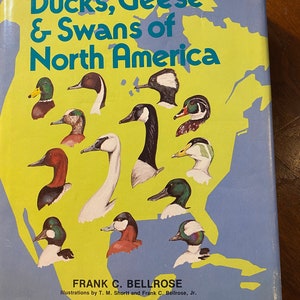 Ducks, Geese
& Swans of
North America
FRANK C. BELLROSE
Illustrations by T. M. Shortt and Frank C. Bellrose, Jr.